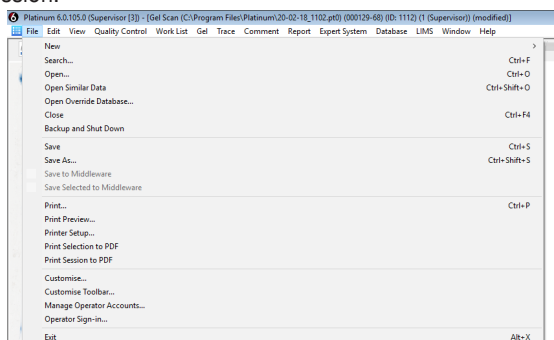 ssion.
Platinum 6.0.105.0 (Supervisor [3]) - [Gel Scan (C:\Program Files\Platinum\20-02-18_1102.pt0) (000129-68) (ID: 1112) (1 (Supervisor)) (modified)]
File Edit View Quality Control Work List Gel Trace Comment Report Expert System Database LIMS Window Help
New >
Search... Ctrl+F
Open... Ctrl+O
Open Similar Data Ctrl+Shift+O
Open Override Database...
Close Ctrl+F4
Backup and Shut Down
Save Ctrl+S
Save As... Ctrl+Shift+S
Save to Middleware
Save Selected to Middleware
Print... Ctrl+P
Print Preview...
Printer Setup...
Print Selection to PDF
Print Session to PDF
Customise...
Customise Toolbar...
Manage Operator Accounts...
Operator Sign-in...
Exit Alt+X